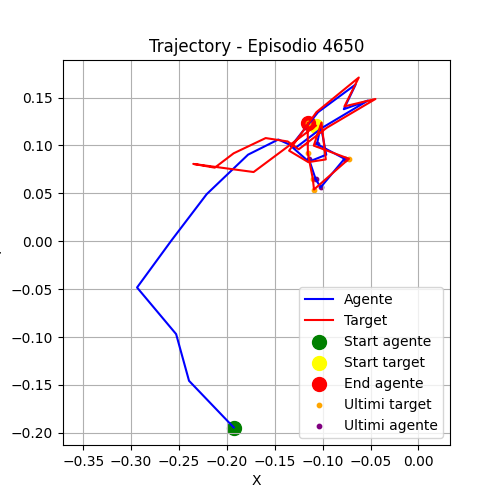 Trajectory - Episodio 4650
0.15
0.10
0.05
0.00
−0.05
−0.10
−0.15
−0.20
Agente
Target
Start agente
Start target
End agente
Ultimi target
Ultimi agente
−0.35 −0.30 −0.25 −0.20 −0.15 −0.10 −0.05 0.00
X